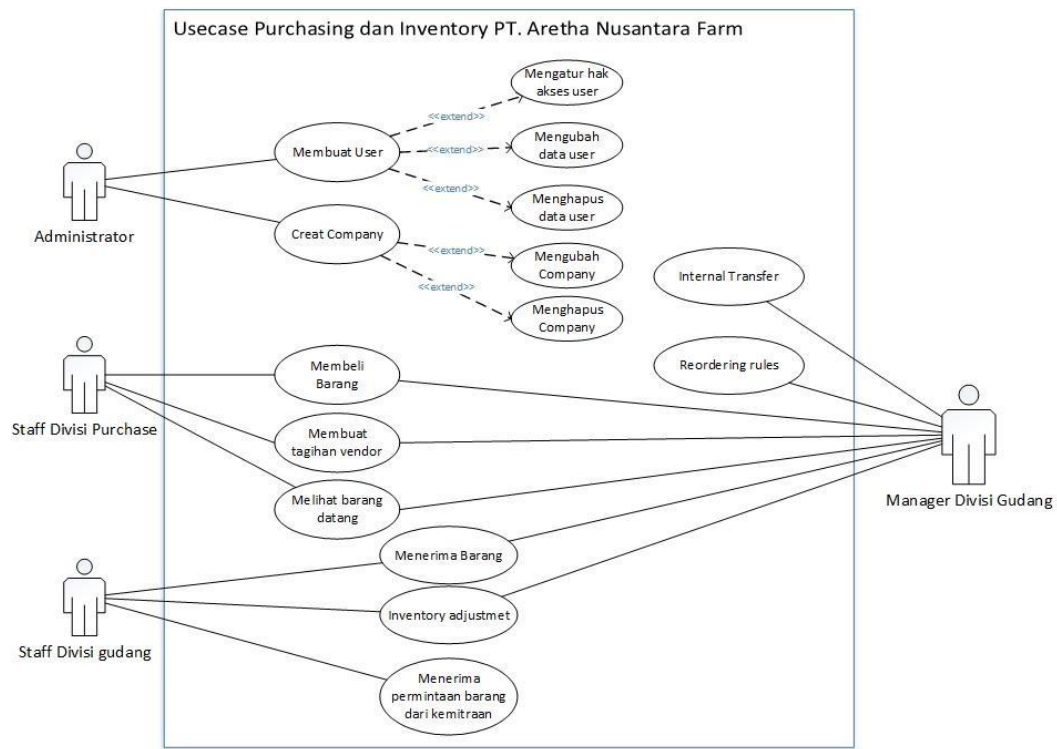 Usecase Purchasing dan Inventory PT. Aretha Nusantara Farm
Mengatur hak
akses user
<<extend>>
Membuat User
<<extend>>
Mengubah
data user
<<extend>>
Menghapus
data user
Administrator
Creat Company
<<extend>>
Mengubah
Company
<<extend>>
Menghapus
Company
Internal Transfer
Reordering rules
Staff Divisi Purchase
Membeli
Barang
Membuat
tagihan vendor
Melihat barang
datang
Manager Divisi Gudang
Menerima Barang
Inventory adjustmet
Staff Divisi gudang
Menerima
permintaan barang
dari kemitraan